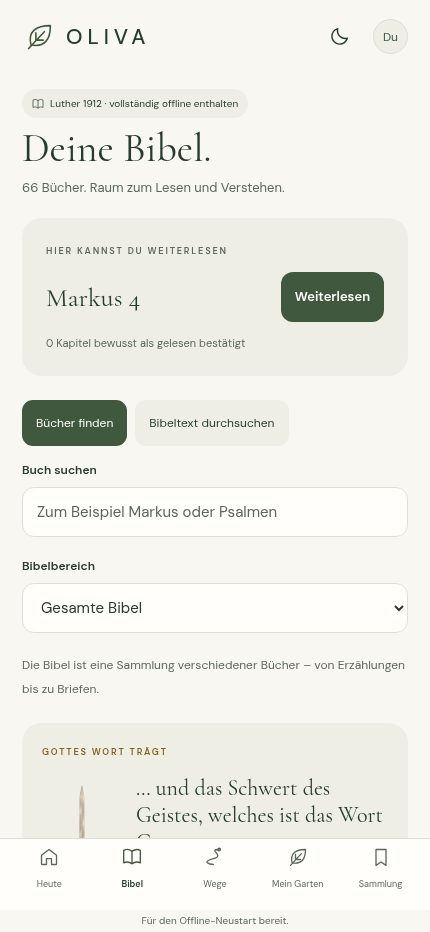 OLIVA
Du
Luther 1912 · vollständig offline enthalten
Deine Bibel.
66 Bücher. Raum zum Lesen und Verstehen.
HIER KANNST DU WEITERLESEN
Markus 4
Weiterlesen
0 Kapitel bewusst als gelesen bestätigt
Bücher finden
Bibeltext durchsuchen
Buch suchen
Zum Beispiel Markus oder Psalmen
Bibelbereich
Gesamte Bibel
Die Bibel ist eine Sammlung verschiedener Bücher – von Erzählungen
bis zu Briefen.
GOTTES WORT TRÄGT
... und das Schwert des
Geistes, welches ist das Wort
Heute
Bibel
Wege
Mein Garten
Sammlung
Für den Offline-Neustart bereit.